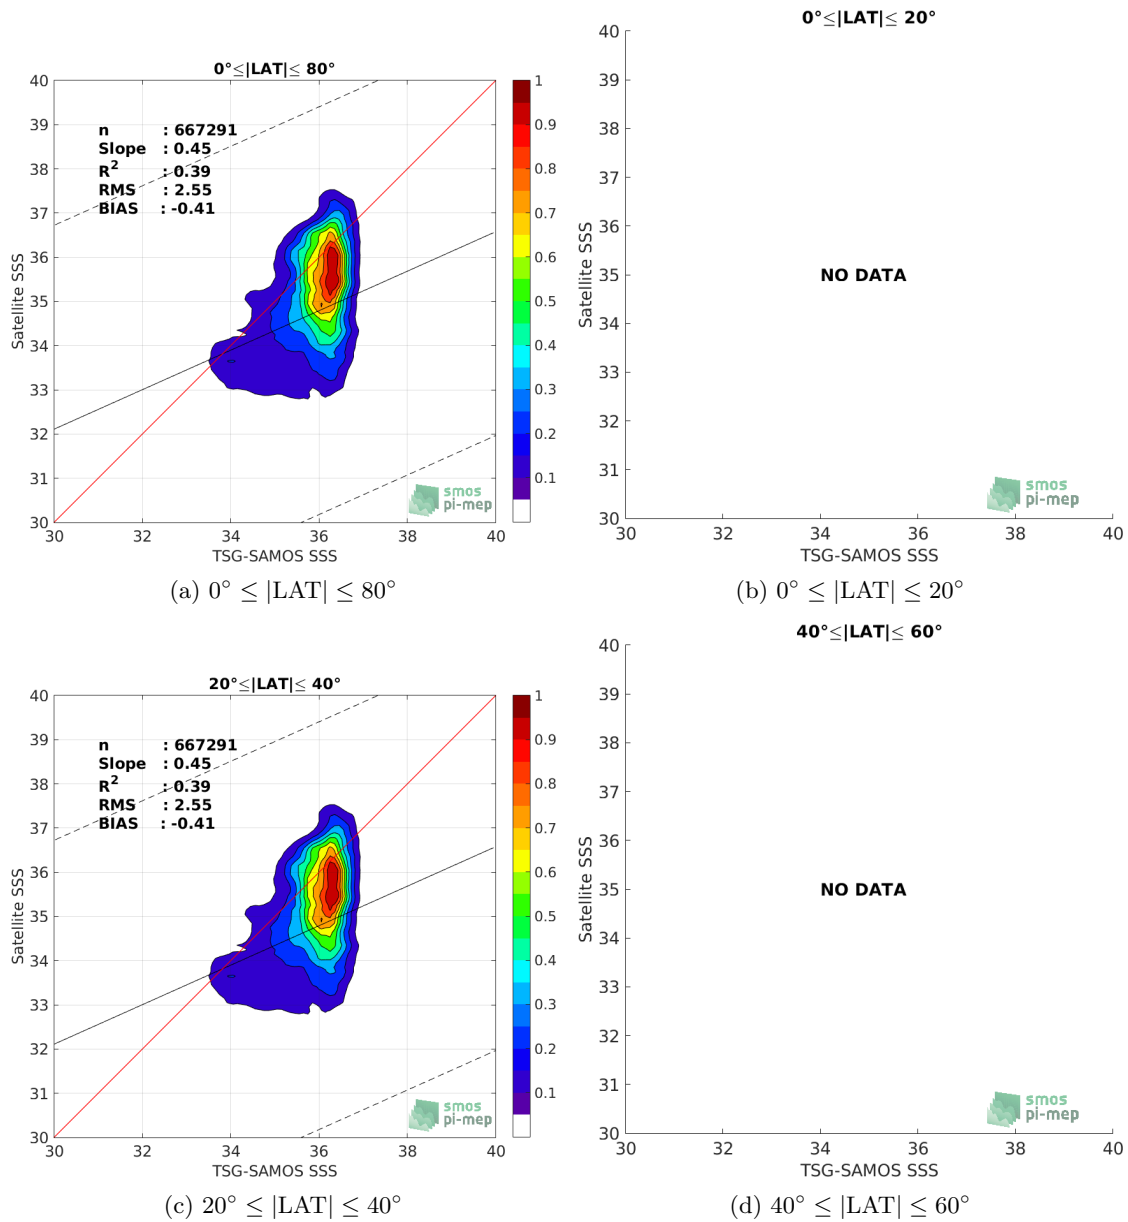 0°≤|LAT|≤ 80°
n : 667291
Slope : 0.45
R² : 0.39
RMS : 2.55
BIAS : -0.41
Satellite SSS
40
39
38
37
36
35
34
33
32
31
30
30 32 34 36 38 40
TSG-SAMOS SSS
1
0.9
0.8
0.7
0.6
0.5
0.4
0.3
0.2
0.1
smos
pi-mep
(a) 0° ≤ |LAT| ≤ 80°
0°≤|LAT|≤ 20°
Satellite SSS
40
39
38
37
36
35
34
33
32
31
30
NO DATA
smos
pi-mep
30 32 34 36 38 40
TSG-SAMOS SSS
(b) 0° ≤ |LAT| ≤ 20°
20°≤|LAT|≤ 40°
n : 667291
Slope : 0.45
R² : 0.39
RMS : 2.55
BIAS : -0.41
Satellite SSS
40
39
38
37
36
35
34
33
32
31
30
30 32 34 36 38 40
TSG-SAMOS SSS
1
0.9
0.8
0.7
0.6
0.5
0.4
0.3
0.2
0.1
smos
pi-mep
(c) 20° ≤ |LAT| ≤ 40°
40°≤|LAT|≤ 60°
Satellite SSS
40
39
38
37
36
35
34
33
32
31
30
NO DATA
smos
pi-mep
30 32 34 36 38 40
TSG-SAMOS SSS
(d) 40° ≤ |LAT| ≤ 60°